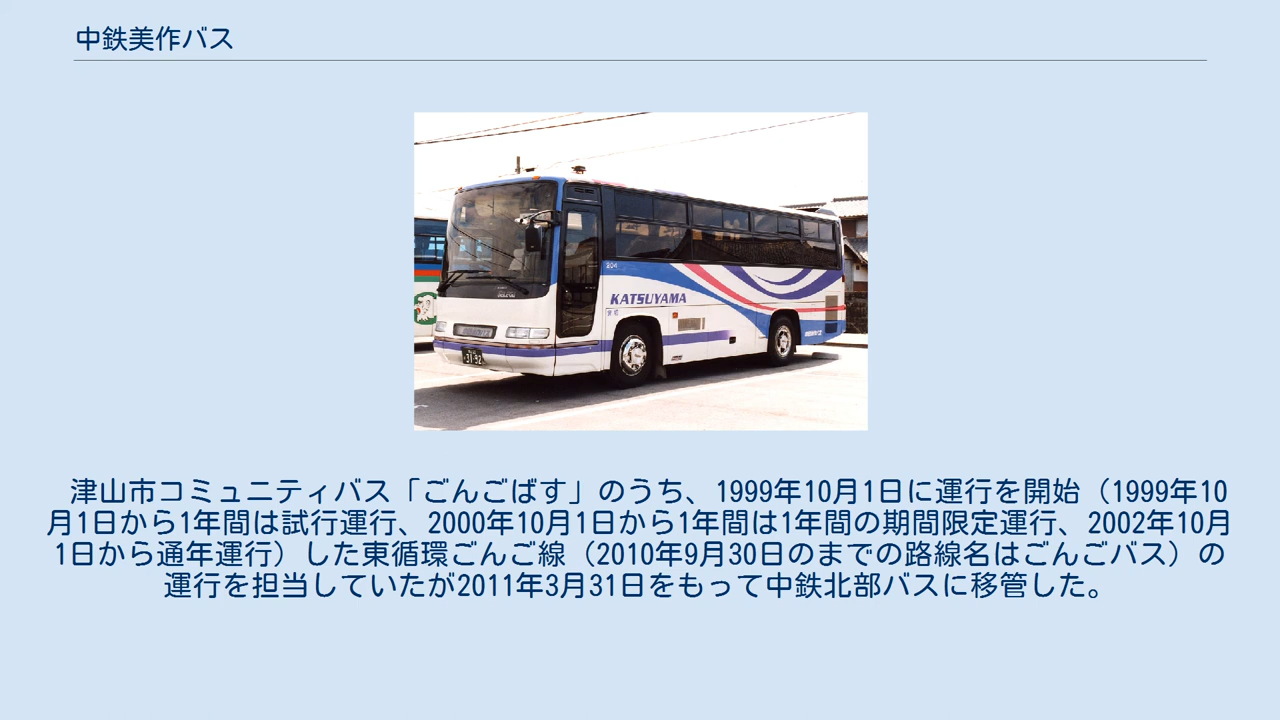 中鉄美作バス
204
KATSUYAMA
31-92
津山市コミュニティバス「ごんごばす」のうち、1999年10月1日に運行を開始（1999年10
月1日から1年間は試行運行、2000年10月1日から1年間は1年間の期間限定運行、2002年10月
1日から通年運行）した東循環ごんご線（2010年9月30日のまでの路線名はごんごバス）の
運行を担当していたが2011年3月31日をもって中鉄北部バスに移管した。